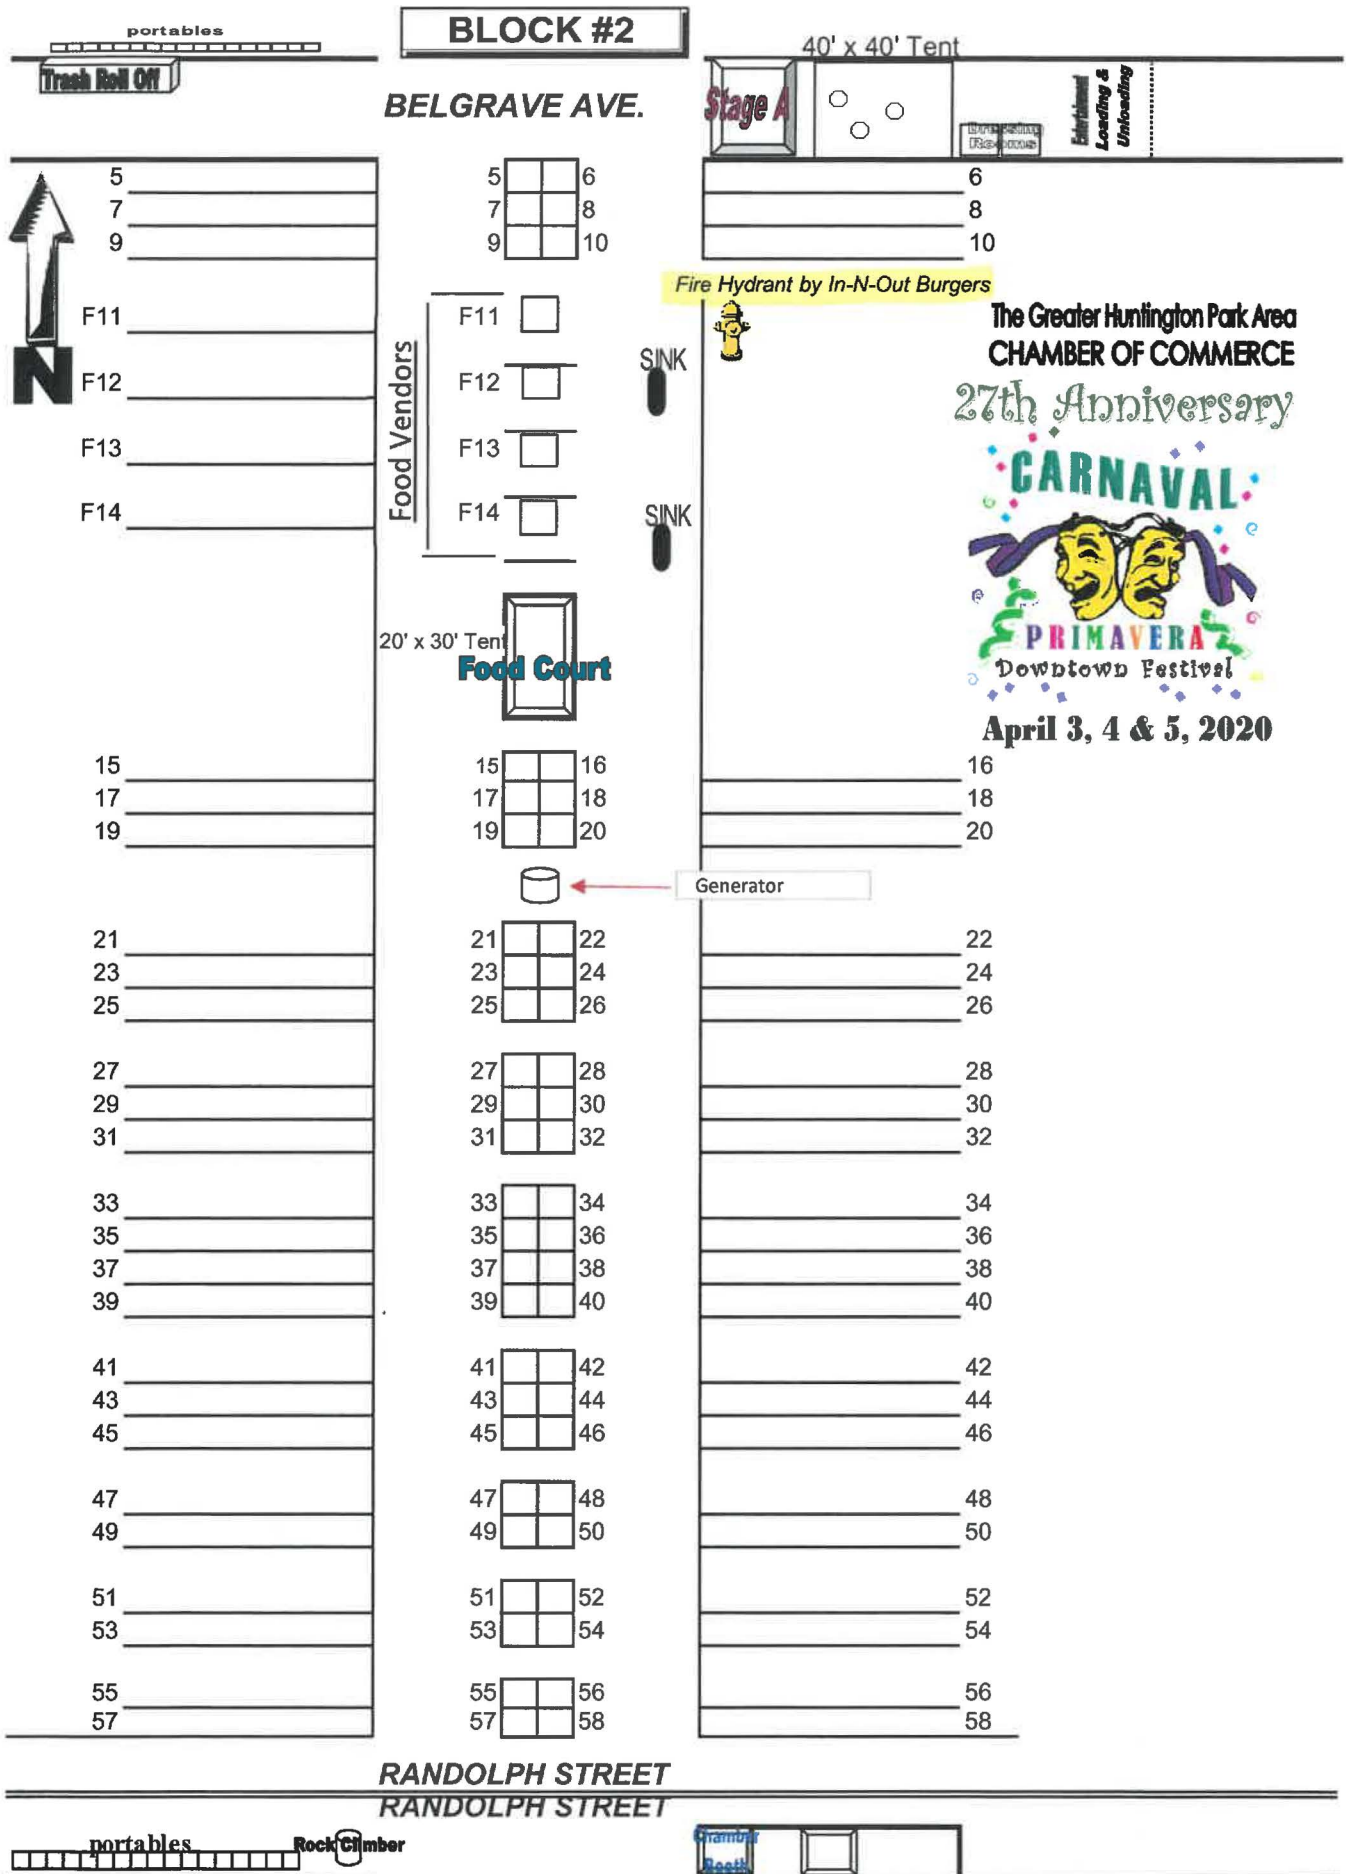 portables
BLOCK #2
40' x 40' Tent
Trash Roll Off
BELGRAVE AVE.
Stage A
Dressing
Rooms
Entertainment
Loading &
Unloading
5 5 6 6
7 7 8 8
9 9 10 10
Fire Hydrant by In-N-Out Burgers
N
Food Vendors
F11 F11
F12 F12 SINK
F13 F13
F14 F14 SINK
The Greater Huntington Park Area
CHAMBER OF COMMERCE
27th Anniversary
CARNAVAL
PRIMAVERA
Downtown Festival
April 3, 4 & 5, 2020
20' x 30' Tent
Food Court
15 15 16 16
17 17 18 18
19 19 20 20
Generator
21 21 22 22
23 23 24 24
25 25 26 26
27 27 28 28
29 29 30 30
31 31 32 32
33 33 34 34
35 35 36 36
37 37 38 38
39 39 40 40
41 41 42 42
43 43 44 44
45 45 46 46
47 47 48 48
49 49 50 50
51 51 52 52
53 53 54 54
55 55 56 56
57 57 58 58
RANDOLPH STREET
RANDOLPH STREET
portables
Rock Climber
Chamber
Booth